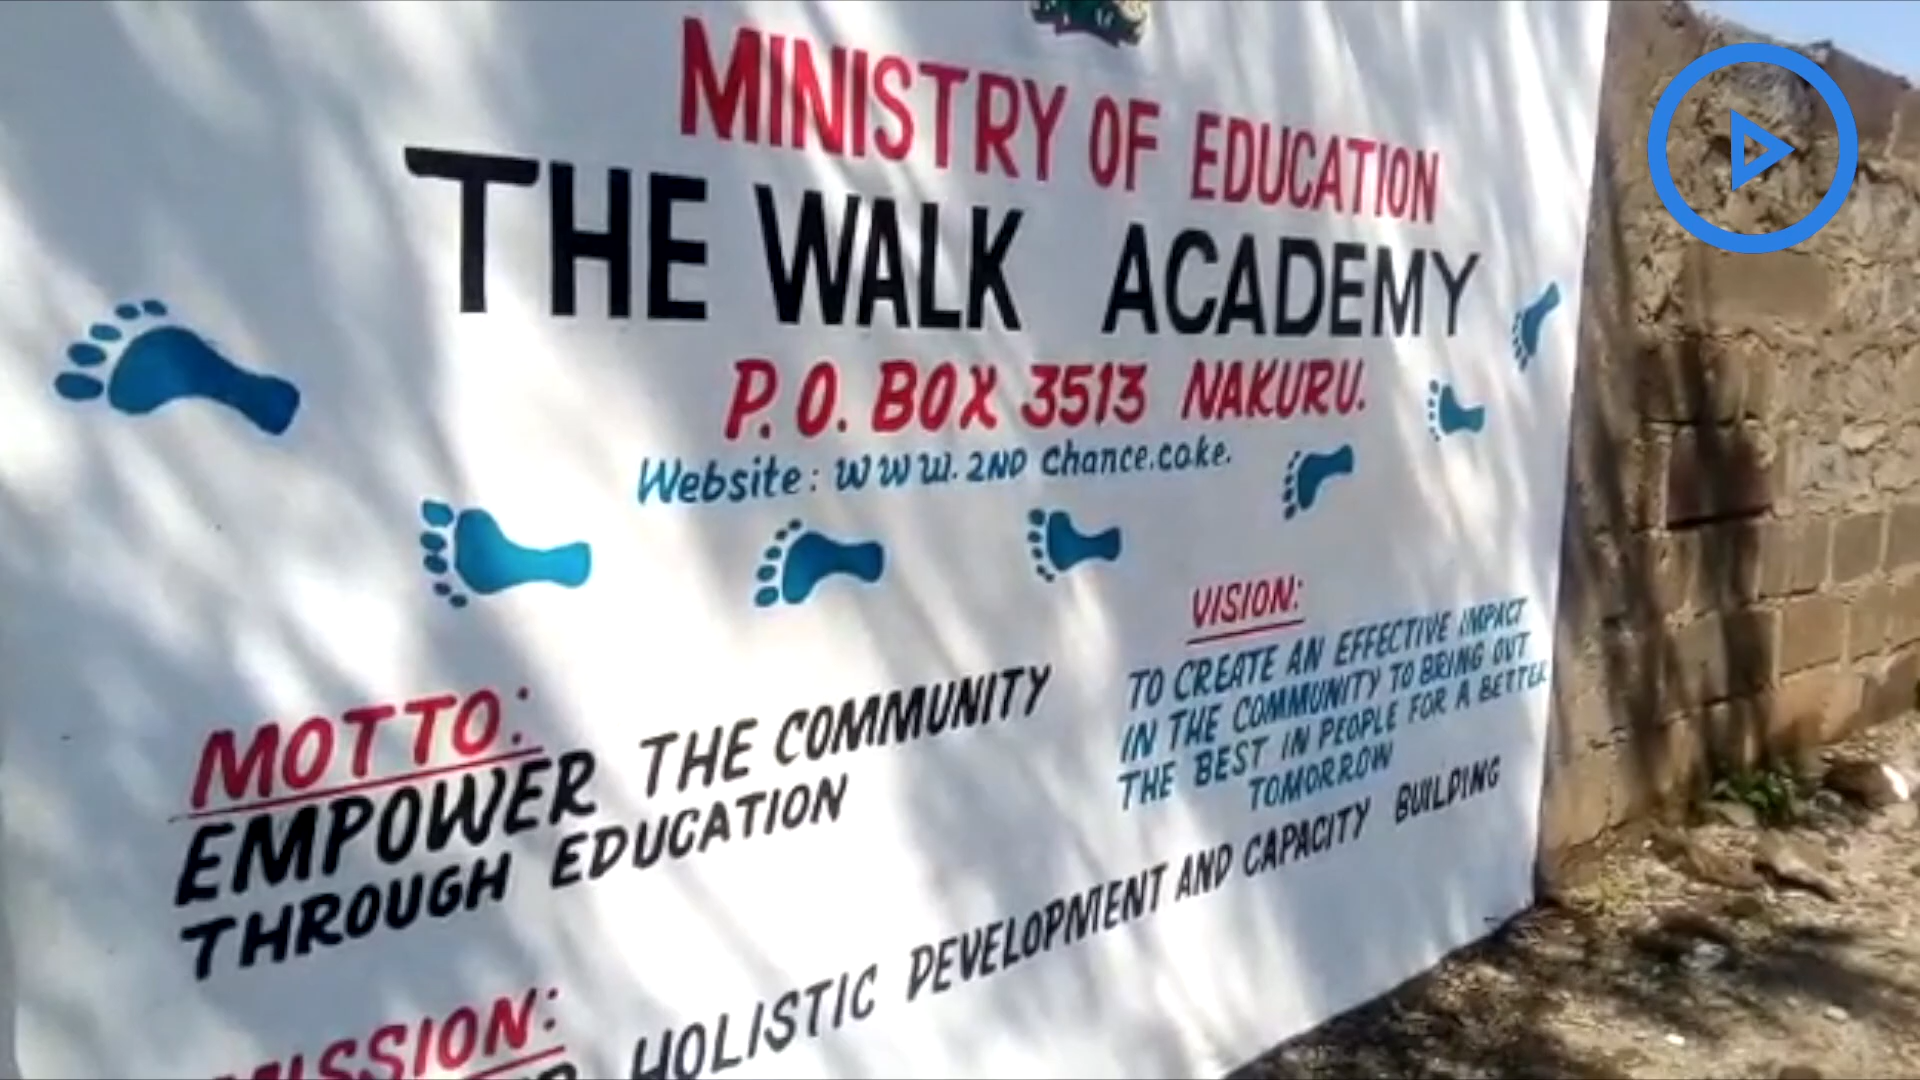 MINISTRY OF EDUCATION
THE WALK ACADEMY
P.O. BOX 3513 NAKURU.
Website: WWW.2ND Chance.co.ke.
MOTTO:
EMPOWER THE COMMUNITY
THROUGH EDUCATION
VISION:
TO CREATE AN EFFECTIVE IMPACT
IN THE COMMUNITY TO BRING OUT
THE BEST IN PEOPLE FOR A BETTER
TOMORROW
MISSION:
HOLISTIC DEVELOPMENT AND CAPACITY BUILDING